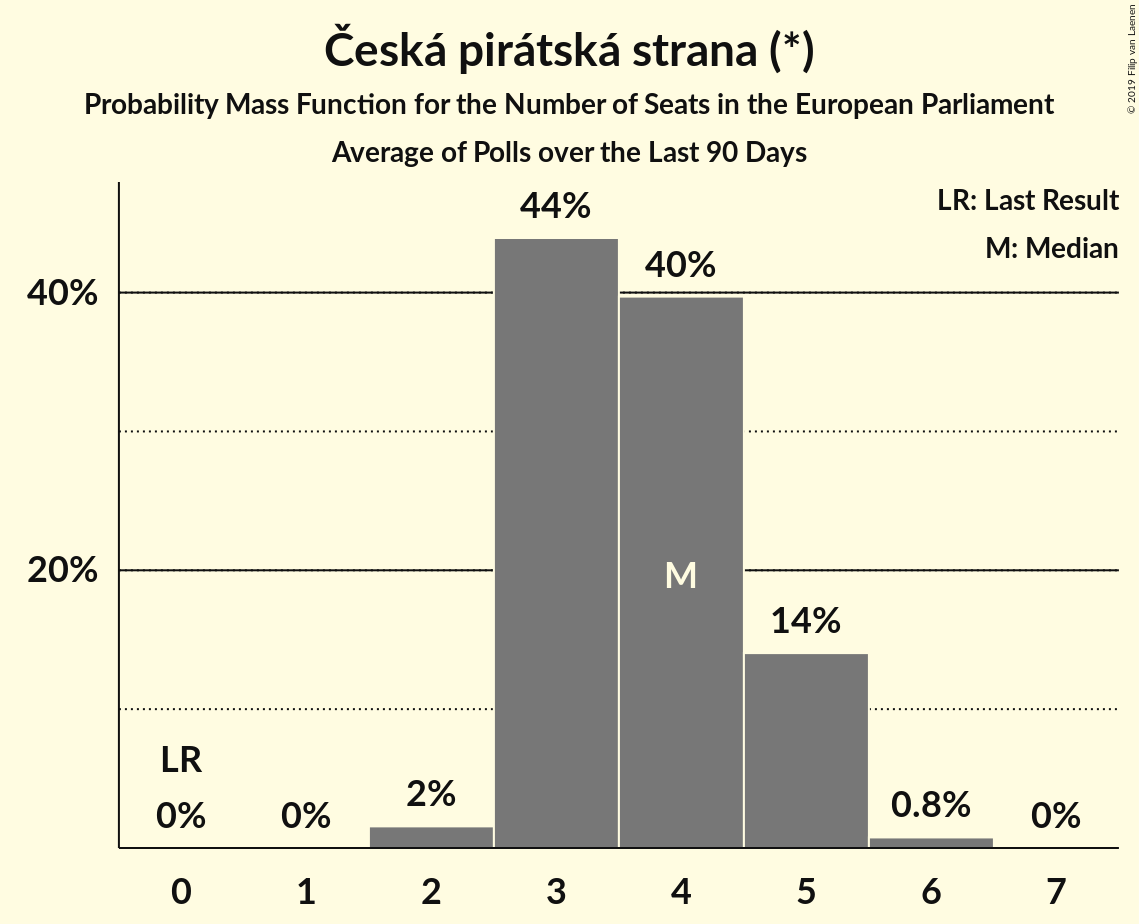 Česká pirátská strana (*)
Probability Mass Function for the Number of Seats in the European Parliament
Average of Polls over the Last 90 Days
© 2019 Filip van Laenen
LR: Last Result
M: Median
44%
40%
40%
20%
M
14%
LR
0%
0%
2%
0.8%
0%
0 1 2 3 4 5 6 7